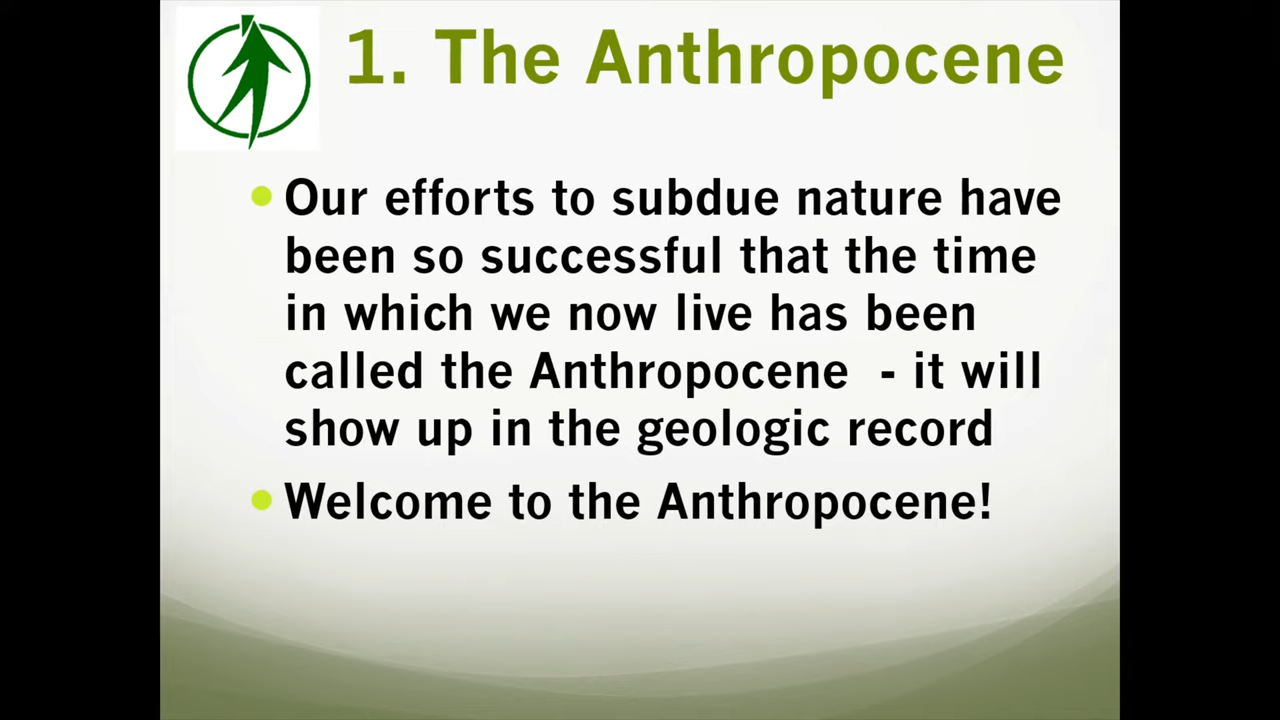 1. The Anthropocene
Our efforts to subdue nature have
been so successful that the time
in which we now live has been
called the Anthropocene  - it will
show up in the geologic record
Welcome to the Anthropocene!